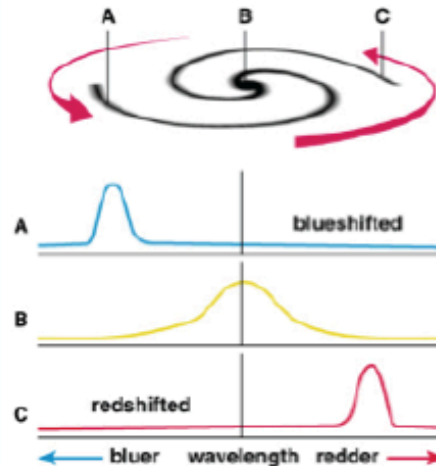 A B C
A blueshifted
B
C redshifted
bluer wavelength redder